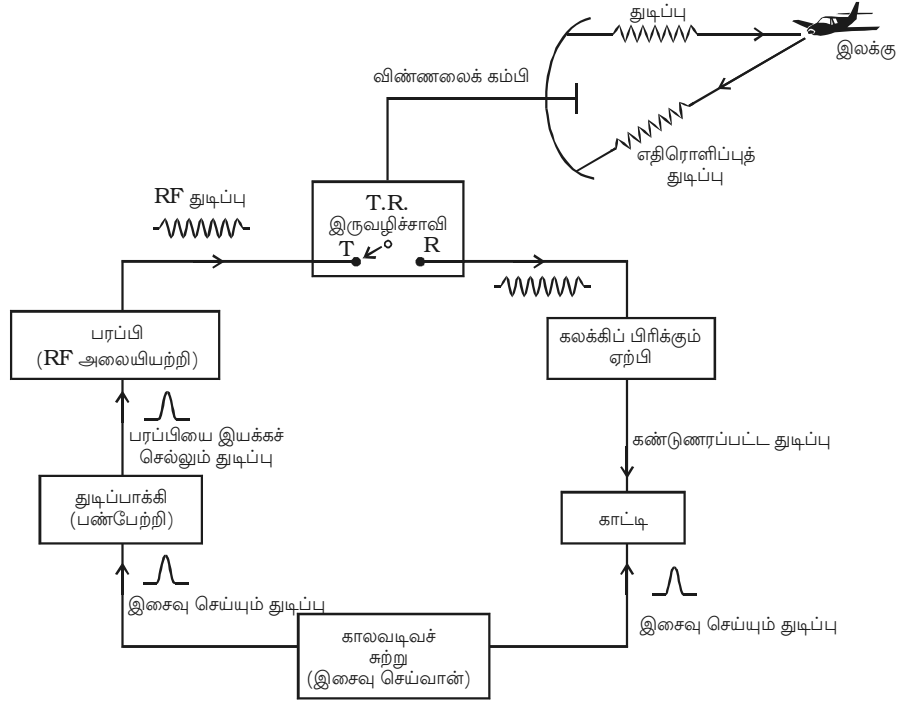 துடிப்பு
இலக்கு
விண்ணலைக் கம்பி
எதிரொளிப்புத்
துடிப்பு
RF துடிப்பு
T.R.
இருவழிச்சாவி
T
R
பரப்பி
(RF அலையியற்றி)
கலக்கிப் பிரிக்கும்
ஏற்பி
பரப்பியை இயக்கச்
செல்லும் துடிப்பு
கண்டுணரப்பட்ட துடிப்பு
துடிப்பாக்கி
(பண்பேற்றி)
காட்டி
இசைவு செய்யும் துடிப்பு
இசைவு செய்யும் துடிப்பு
காலவடிவச்
சுற்று
(இசைவு செய்வான்)